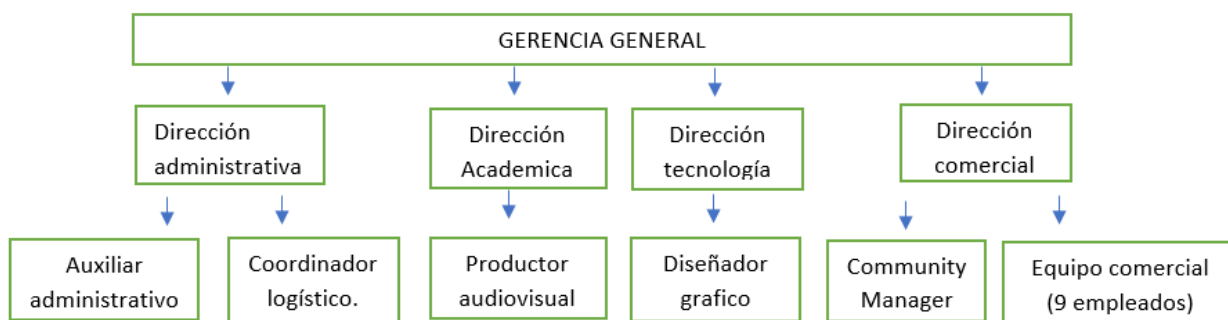 GERENCIA GENERAL
Dirección
administrativa
Dirección
Academica
Dirección
tecnología
Dirección
comercial
Auxiliar
administrativo
Coordinador
logístico.
Productor
audiovisual
Diseñador
grafico
Community
Manager
Equipo comercial
(9 empleados)